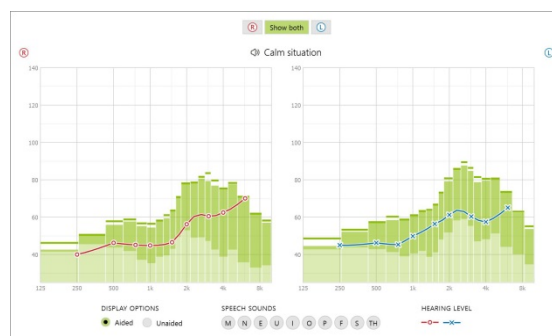 R Show both L
R Calm situation L
140 140
120 120
100 100
80 80
60 60
40 40
125 250 500 1k 2k 4k 8k 125 250 500 1k 2k 4k 8k
DISPLAY OPTIONS SPEECH SOUNDS HEARING LEVEL
Aided Unaided M N E U I O P F S TH